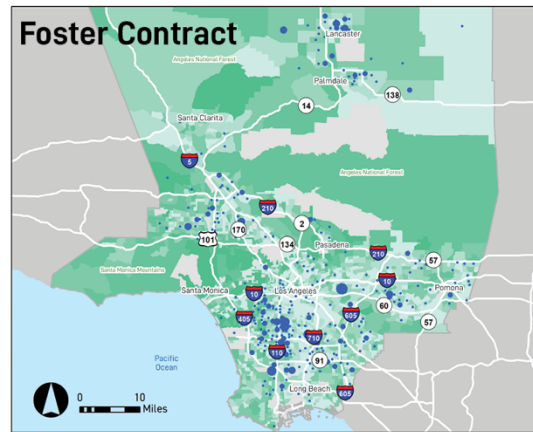 Foster Contract
Lancaster
Angeles National Forest
Palmdale
138
14
Santa Clarita
5
Angeles National Forest
210
2
170
101
134
Pasadena
210
57
Santa Monica Mountains
10
Santa Monica
10
Los Angeles
Pomona
60
405
605
57
710
110
91
Pacific
Ocean
Long Beach
605
0 10
Miles